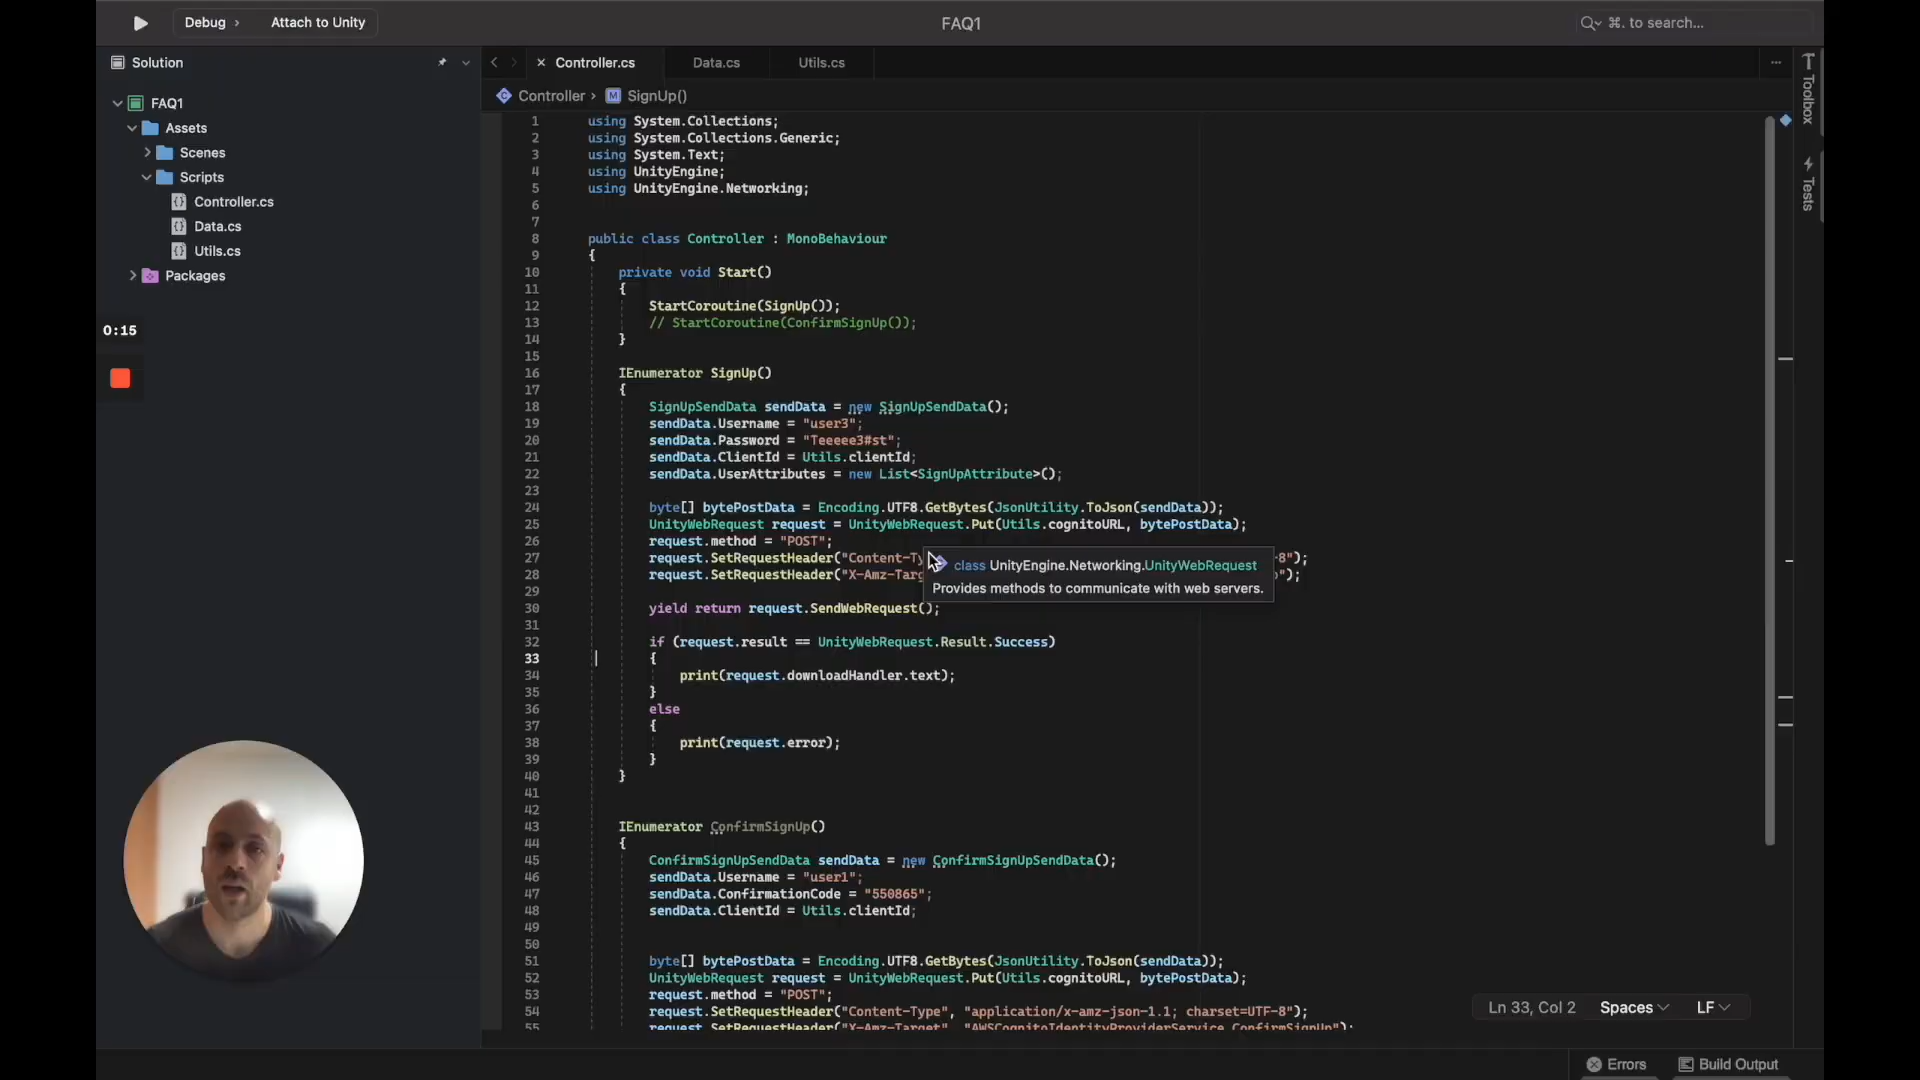 Debug › Attach to Unity
FAQ1
⌘. to search...
Solution
FAQ1
Assets
Scenes
Scripts
Controller.cs
Data.cs
Utils.cs
Packages
0:15
Controller.cs Data.cs Utils.cs
Controller › M SignUp()
1 using System.Collections;
2 using System.Collections.Generic;
3 using System.Text;
4 using UnityEngine;
5 using UnityEngine.Networking;
6
7
8 public class Controller : MonoBehaviour
9 {
10 private void Start()
11 {
12 StartCoroutine(SignUp());
13 // StartCoroutine(ConfirmSignUp());
14 }
15
16 IEnumerator SignUp()
17 {
18 SignUpSendData sendData = new SignUpSendData();
19 sendData.Username = "user3";
20 sendData.Password = "Teeeee3#st";
21 sendData.ClientId = Utils.clientId;
22 sendData.UserAttributes = new List<SignUpAttribute>();
23
24 byte[] bytePostData = Encoding.UTF8.GetBytes(JsonUtility.ToJson(sendData));
25 UnityWebRequest request = UnityWebRequest.Put(Utils.cognitoURL, bytePostData);
26 request.method = "POST";
27 request.SetRequestHeader("Content-Ty 8");
28 request.SetRequestHeader("X-Amz-Targ ");
class UnityEngine.Networking.UnityWebRequest
Provides methods to communicate with web servers.
29
30 yield return request.SendWebRequest();
31
32 if (request.result == UnityWebRequest.Result.Success)
33 {
34 print(request.downloadHandler.text);
35 }
36 else
37 {
38 print(request.error);
39 }
40 }
41
42
43 IEnumerator ConfirmSignUp()
44 {
45 ConfirmSignUpSendData sendData = new ConfirmSignUpSendData();
46 sendData.Username = "user1";
47 sendData.ConfirmationCode = "550865";
48 sendData.ClientId = Utils.clientId;
49
50
51 byte[] bytePostData = Encoding.UTF8.GetBytes(JsonUtility.ToJson(sendData));
52 UnityWebRequest request = UnityWebRequest.Put(Utils.cognitoURL, bytePostData);
53 request.method = "POST";
54 request.SetRequestHeader("Content-Type", "application/x-amz-json-1.1; charset=UTF-8");
55 request.SetRequestHeader("X-Amz-Target", "AWSCognitoIdentityProviderService.ConfirmSignUp");
Toolbox
Tests
Ln 33, Col 2 Spaces LF
Errors Build Output